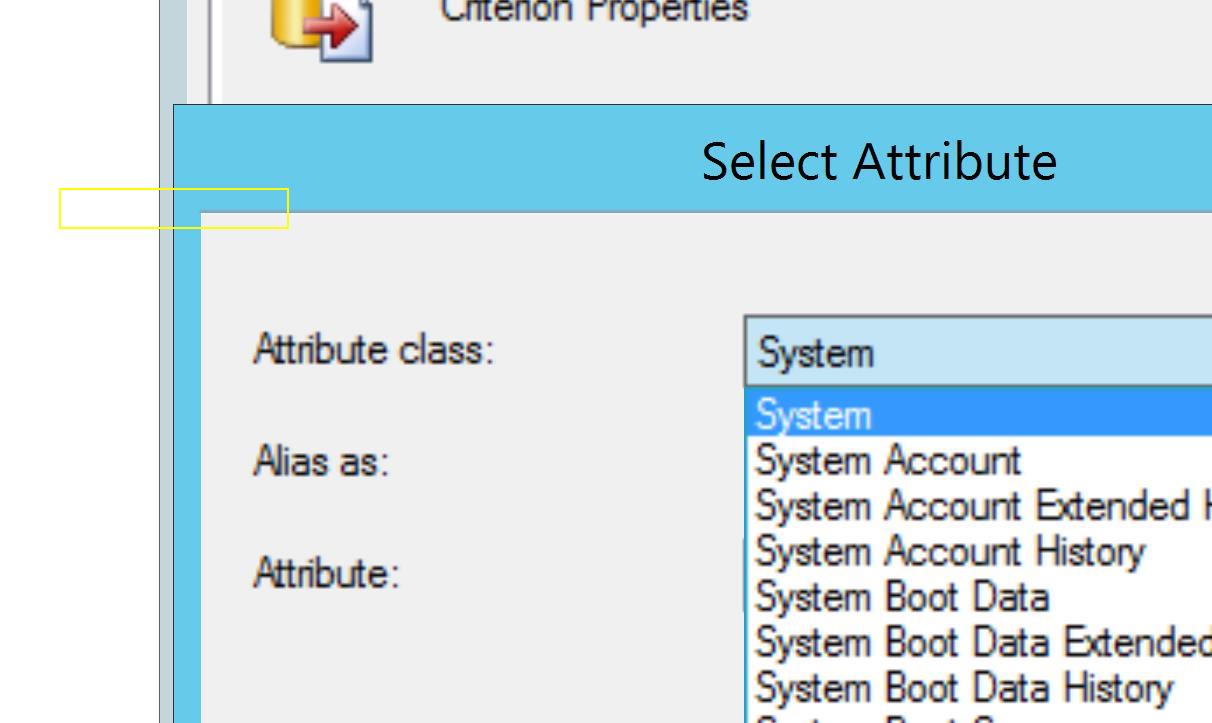 Criterion Properties
Select Attribute
Attribute class:
System
System
Alias as:
System Account
System Account Extended
System Account History
Attribute:
System Boot Data
System Boot Data Extended
System Boot Data History